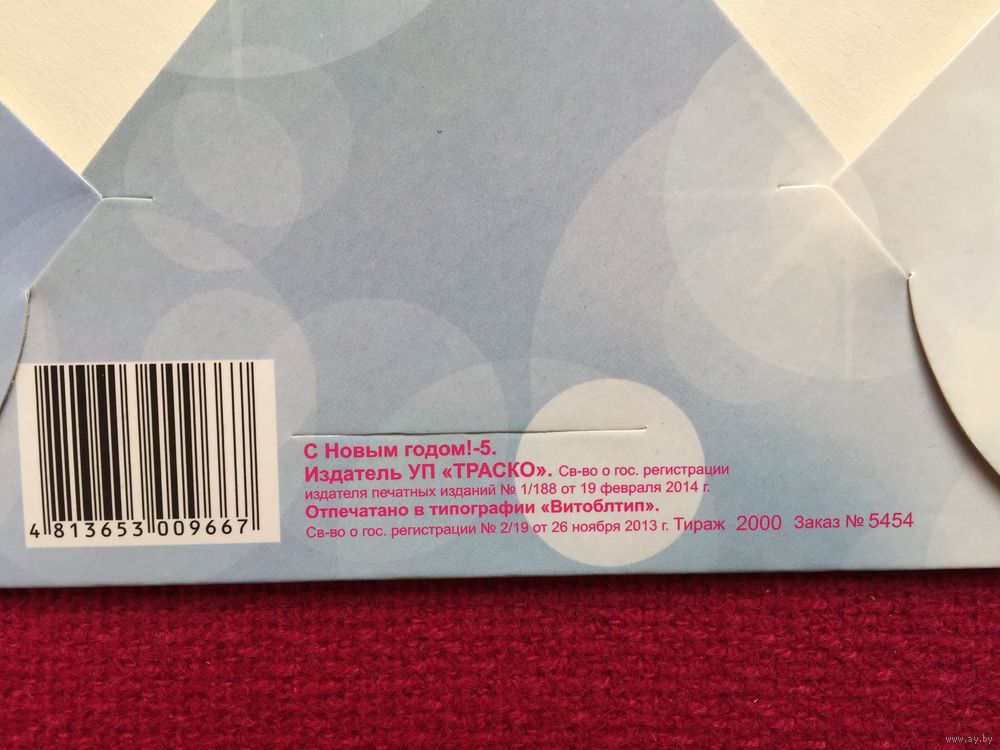 С Новым годом!-5.
Издатель УП «ТРАСКО». Св-во о гос. регистрации
издателя печатных изданий № 1/188 от 19 февраля 2014 г.
Отпечатано в типографии «Витоблтип».
Св-во о гос. регистрации № 2/19 от 26 ноября 2013 г. Тираж 2000 Заказ № 5454
4 813653 009667
www.ay.by